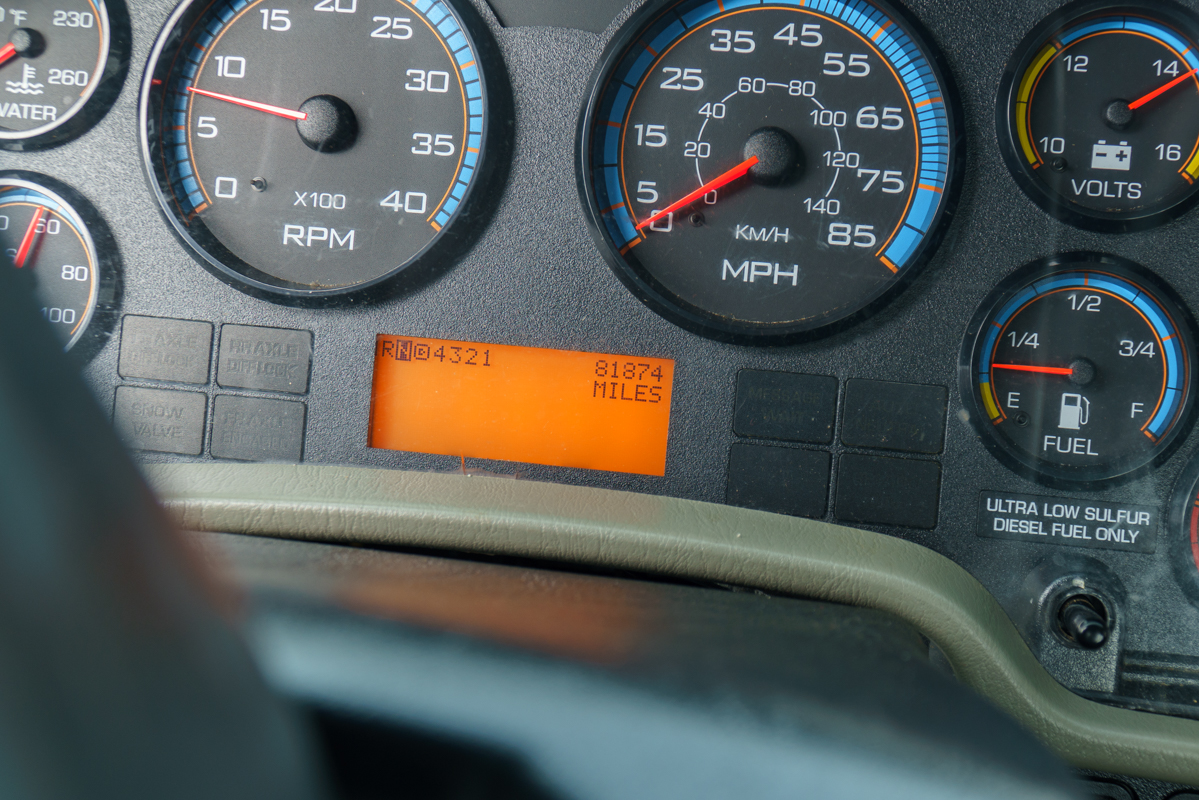 °F 230
260
WATER
60
80
100
0
5
10
15
20
25
30
35
40
X100
RPM
0
5
15
25
35
45
55
65
75
85
0
20
40
60 80
100
120
140
KM/H
MPH
10
12
14
16
VOLTS
E
1/4
1/2
3/4
F
FUEL
RND4321
81874
MILES
SNOW
VALVE
ULTRA LOW SULFUR
DIESEL FUEL ONLY